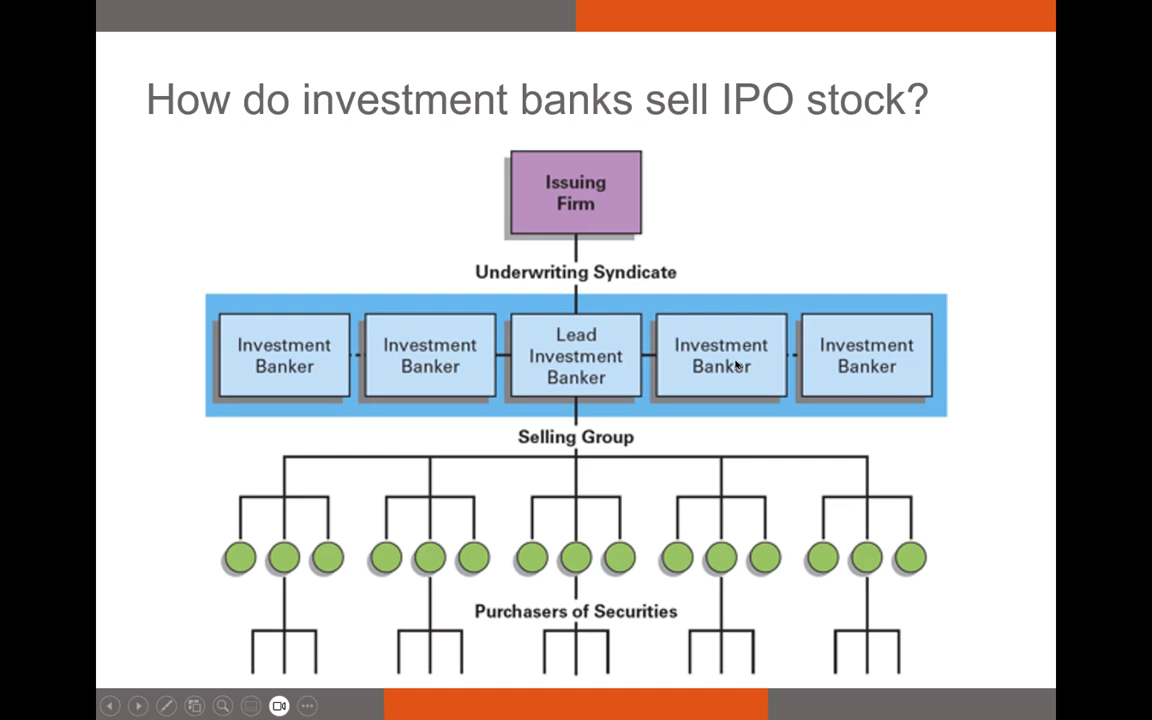 How do investment banks sell IPO stock?
Issuing
Firm
Underwriting Syndicate
Investment
Banker
Investment
Banker
Lead
Investment
Banker
Investment
Banker
Investment
Banker
Selling Group
Purchasers of Securities